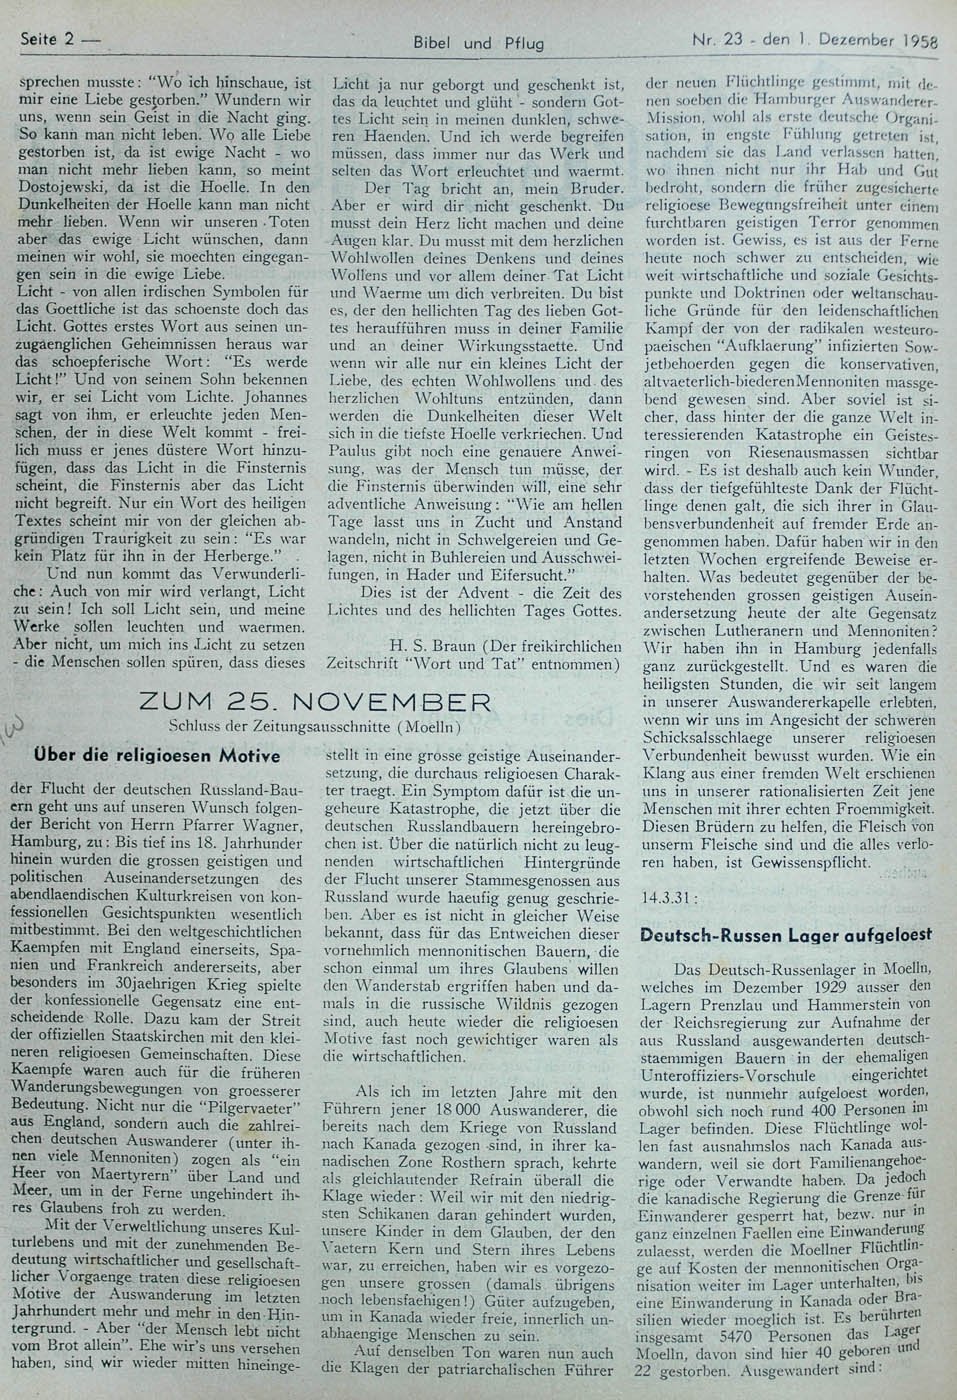 Seite 2 —
Bibel und Pflug
Nr. 23 - den 1. Dezember 1958
sprechen musste: "Wo ich hinschaue, ist
mir eine Liebe gestorben." Wundern wir
uns, wenn sein Geist in die Nacht ging.
So kann man nicht leben. Wo alle Liebe
gestorben ist, da ist ewige Nacht - wo
man nicht mehr lieben kann, so meint
Dostojewski, da ist die Hoelle. In den
Dunkelheiten der Hoelle kann man nicht
mehr lieben. Wenn wir unseren Toten
aber das ewige Licht wünschen, dann
meinen wir wohl, sie moechten eingegan-
gen sein in die ewige Liebe.
Licht - von allen irdischen Symbolen für
das Goettliche ist das schoenste doch das
Licht. Gottes erstes Wort aus seinen un-
zugäenglichen Geheimnissen heraus war
das schoepferische Wort: "Es werde
Licht!" Und von seinem Sohn bekennen
wir, er sei Licht vom Lichte. Johannes
sagt von ihm, er erleuchte jeden Men-
schen, der in diese Welt kommt - frei-
lich muss er jenes düstere Wort hinzu-
fügen, dass das Licht in die Finsternis
scheint, die Finsternis aber das Licht
nicht begreift. Nur ein Wort des heiligen
Textes scheint mir von der gleichen ab-
gründigen Traurigkeit zu sein: "Es war
kein Platz für ihn in der Herberge."
Und nun kommt das Verwunderli-
che: Auch von mir wird verlangt, Licht
zu sein! Ich soll Licht sein, und meine
Werke sollen leuchten und waermen.
Aber nicht, um mich ins Licht zu setzen
- die Menschen sollen spüren, dass dieses
Licht ja nur geborgt und geschenkt ist,
das da leuchtet und glüht - sondern Got-
tes Licht sein in meinen dunklen, schwe-
ren Haenden. Und ich werde begreifen
müssen, dass immer nur das Werk und
selten das Wort erleuchtet und waermt.
Der Tag bricht an, mein Bruder.
Aber er wird dir nicht geschenkt. Du
musst dein Herz licht machen und deine
Augen klar. Du musst mit dem herzlichen
Wohlwollen deines Denkens und deines
Wollens und vor allem deiner Tat Licht
und Waerme um dich verbreiten. Du bist
es, der den hellichten Tag des lieben Got-
tes heraufführen muss in deiner Familie
und an deiner Wirkungsstaette. Und
wenn wir alle nur ein kleines Licht der
Liebe, des echten Wohlwollens und des
herzlichen Wohltuns entzünden, dann
werden die Dunkelheiten dieser Welt
sich in die tiefste Hoelle verkriechen. Und
Paulus gibt noch eine genauere Anwei-
sung, was der Mensch tun müsse, der
die Finsternis überwinden will, eine sehr
adventliche Anweisung: "Wie am hellen
Tage lasst uns in Zucht und Anstand
wandeln, nicht in Schwelgereien und Ge-
lagen, nicht in Buhlereien und Ausschwei-
fungen, in Hader und Eifersucht."
Dies ist der Advent - die Zeit des
Lichtes und des hellichten Tages Gottes.
H. S. Braun (Der freikirchlichen
Zeitschrift "Wort und Tat" entnommen)
ZUM 25. NOVEMBER
Schluss der Zeitungsausschnitte (Moelln)
Über die religioesen Motive
der Flucht der deutschen Russland-Bau-
ern geht uns auf unseren Wunsch folgen-
der Bericht von Herrn Pfarrer Wagner,
Hamburg, zu: Bis tief ins 18. Jahrhunder
hinein wurden die grossen geistigen und
politischen Auseinandersetzungen des
abendlaendischen Kulturkreises von kon-
fessionellen Gesichtspunkten wesentlich
mitbestimmt. Bei den weltgeschichtlichen
Kaempfen mit England einerseits, Spa-
nien und Frankreich andererseits, aber
besonders im 30jaehrigen Krieg spielte
der konfessionelle Gegensatz eine ent-
scheidende Rolle. Dazu kam der Streit
der offiziellen Staatskirchen mit den klei-
neren religioesen Gemeinschaften. Diese
Kaempfe waren auch für die früheren
Wanderungsbewegungen von groesserer
Bedeutung. Nicht nur die "Pilgervaeter"
aus England, sondern auch die zahlrei-
chen deutschen Auswanderer (unter ih-
nen viele Mennoniten) zogen als "ein
Heer von Maertyrern" über Land und
Meer, um in der Ferne ungehindert ih-
res Glaubens froh zu werden.
Mit der Verweltlichung unseres Kul-
turlebens und mit der zunehmenden Be-
deutung wirtschaftlicher und gesellschaft-
licher Vorgaenge traten diese religioesen
Motive der Auswanderung im letzten
Jahrhundert mehr und mehr in den Hin-
tergrund. - Aber "der Mensch lebt nicht
vom Brot allein". Ehe wir's uns versehen
haben, sind wir wieder mitten hineinge-
stellt in eine grosse geistige Auseinander-
setzung, die durchaus religioesen Charak-
ter traegt. Ein Symptom dafür ist die un-
geheure Katastrophe, die jetzt über die
deutschen Russlandbauern hereingebro-
chen ist. Über die natürlich nicht zu leug-
nenden wirtschaftlichen Hintergründe
der Flucht unserer Stammesgenossen aus
Russland wurde haeufig genug geschrie-
ben. Aber es ist nicht in gleicher Weise
bekannt, dass für das Entweichen dieser
vornehmlich mennonitischen Bauern, die
schon einmal um ihres Glaubens willen
den Wanderstab ergriffen haben und da-
mals in die russische Wildnis gezogen
sind, auch heute wieder die religioesen
Motive fast noch gewichtiger waren als
die wirtschaftlichen.
Als ich im letzten Jahre mit den
Führern jener 18 000 Auswanderer, die
bereits nach dem Kriege von Russland
nach Kanada gezogen sind, in ihrer ka-
nadischen Zone Rosthern sprach, kehrte
als gleichlautender Refrain überall die
Klage wieder: Weil wir mit den niedrig-
sten Schikanen daran gehindert wurden,
unsere Kinder in dem Glauben, der den
Vaetern Kern und Stern ihres Lebens
war, zu erreichen, haben wir es vorgezo-
gen unsere grossen (damals übrigens
noch lebensfaehigen!) Güter aufzugeben,
um in Kanada wieder freie, innerlich un-
abhaengige Menschen zu sein.
Auf denselben Ton waren nun auch
die Klagen der patriarchalischen Führer
der neuen Flüchtlinge gestimmt, mit de-
nen soeben die Hamburger Auswanderer-
Mission, wohl als erste deutsche Organi-
sation, in engste Fühlung getreten ist,
nachdem sie das Land verlassen hatten,
wo ihnen nicht nur ihr Hab und Gut
bedroht, sondern die früher zugesicherte
religioese Bewegungsfreiheit unter einem
furchtbaren geistigen Terror genommen
worden ist. Gewiss, es ist aus der Ferne
heute noch schwer zu entscheiden, wie
weit wirtschaftliche und soziale Gesichts-
punkte und Doktrinen oder weltanschau-
liche Gründe für den leidenschaftlichen
Kampf der von der radikalen westeuro-
paeischen "Aufklaerung" infizierten Sow-
jetbehoerden gegen die konservativen,
altvaeterlich-biederen Mennoniten massge-
bend gewesen sind. Aber soviel ist si-
cher, dass hinter der die ganze Welt in-
teressierenden Katastrophe ein Geistes-
ringen von Riesenausmassen sichtbar
wird. - Es ist deshalb auch kein Wunder,
dass der tiefgefühlteste Dank der Flücht-
linge denen galt, die sich ihrer in Glau-
bensverbundenheit auf fremder Erde an-
genommen haben. Dafür haben wir in den
letzten Wochen ergreifende Beweise er-
halten. Was bedeutet gegenüber der be-
vorstehenden grossen geistigen Ausein-
andersetzung heute der alte Gegensatz
zwischen Lutheranern und Mennoniten?
Wir haben ihn in Hamburg jedenfalls
ganz zurückgestellt. Und es waren die
heiligsten Stunden, die wir seit langem
in unserer Auswandererkapelle erlebten,
wenn wir uns im Angesicht der schweren
Schicksalsschlaege unserer religioesen
Verbundenheit bewusst wurden. Wie ein
Klang aus einer fremden Welt erschienen
uns in unserer rationalisierten Zeit jene
Menschen mit ihrer echten Froemmigkeit.
Diesen Brüdern zu helfen, die Fleisch von
unserm Fleische sind und die alles verlo-
ren haben, ist Gewissenspflicht.
14.3.31:
Deutsch-Russen Lager aufgeloest
Das Deutsch-Russenlager in Moelln,
welches im Dezember 1929 ausser den
Lagern Prenzlau und Hammerstein von
der Reichsregierung zur Aufnahme der
aus Russland ausgewanderten deutsch-
staemmigen Bauern in der ehemaligen
Unteroffiziers-Vorschule eingerichtet
wurde, ist nunmehr aufgeloest worden,
obwohl sich noch rund 400 Personen im
Lager befinden. Diese Flüchtlinge wol-
len fast ausnahmslos nach Kanada aus-
wandern, weil sie dort Familienangehoe-
rige oder Verwandte haben. Da jedoch
die kanadische Regierung die Grenze für
Einwanderer gesperrt hat, bezw. nur in
ganz einzelnen Faellen eine Einwanderung
zulaesst, werden die Moellner Flüchtlin-
ge auf Kosten der mennonitischen Orga-
nisation weiter im Lager unterhalten, bis
eine Einwanderung in Kanada oder Bra-
silien wieder moeglich ist. Es berührten
insgesamt 5470 Personen das Lager
Moelln, davon sind hier 40 geboren und
22 gestorben. Ausgewandert sind: